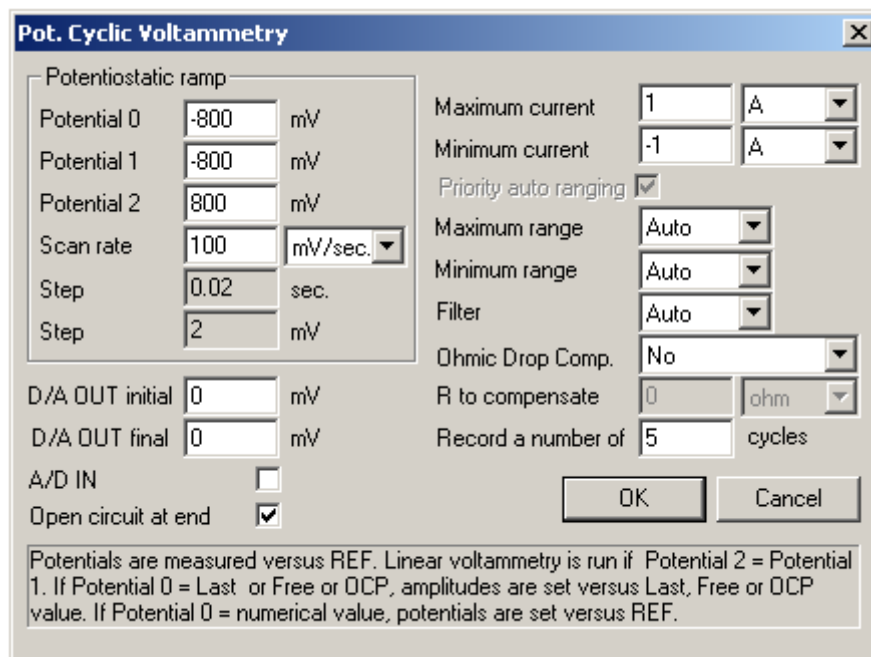 Pot. Cyclic Voltammetry
Potentiostatic ramp
Potential 0 -800 mV
Potential 1 -800 mV
Potential 2 800 mV
Scan rate 100 mV/sec.
Step 0.02 sec.
Step 2 mV
D/A OUT initial 0 mV
D/A OUT final 0 mV
A/D IN
Open circuit at end
Maximum current 1 A
Minimum current -1 A
Priority auto ranging
Maximum range Auto
Minimum range Auto
Filter Auto
Ohmic Drop Comp. No
R to compensate 0 ohm
Record a number of 5 cycles
OK Cancel
Potentials are measured versus REF. Linear voltammetry is run if Potential 2 = Potential
1. If Potential 0 = Last or Free or OCP, amplitudes are set versus Last, Free or OCP
value. If Potential 0 = numerical value, potentials are set versus REF.